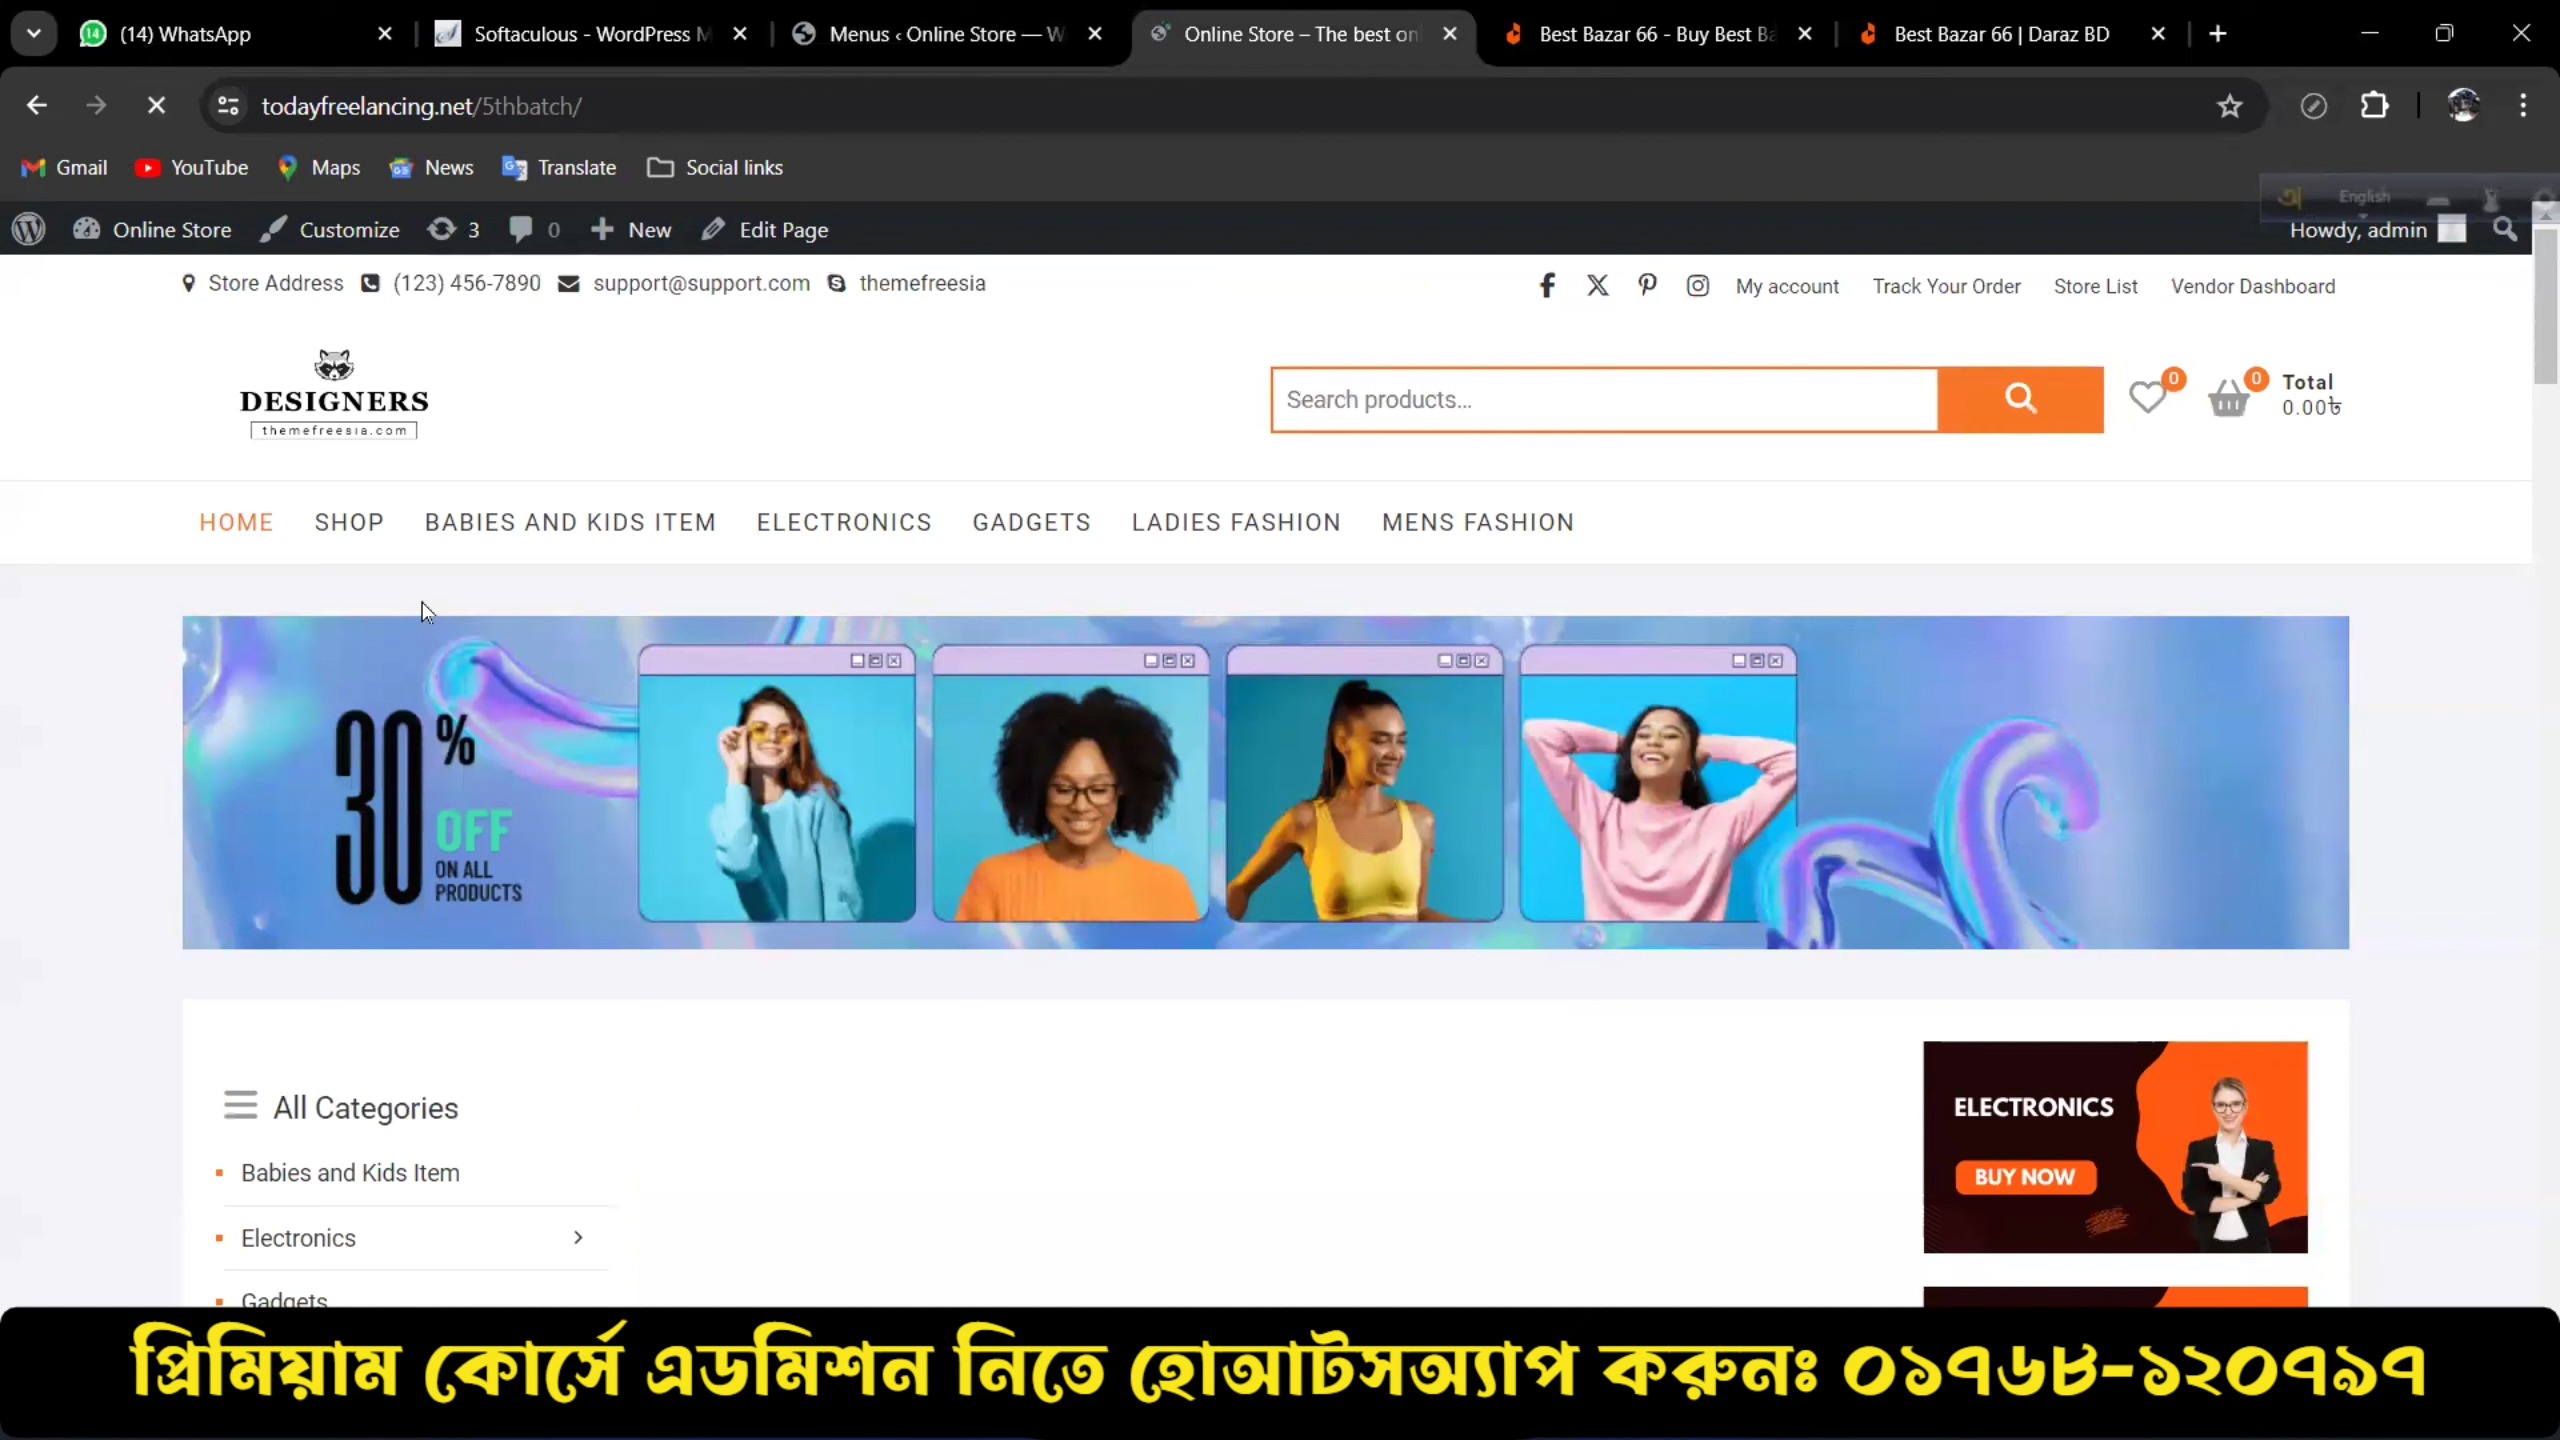 (14) WhatsApp
Softaculous - WordPress M
Menus ‹ Online Store — W
Online Store – The best on
Best Bazar 66 - Buy Best Ba
Best Bazar 66 | Daraz BD
todayfreelancing.net/5thbatch/
Gmail
YouTube
Maps
News
Translate
Social links
English
Online Store
Customize
3
0
New
Edit Page
Howdy, admin
Store Address
(123) 456-7890
support@support.com
themefreesia
My account
Track Your Order
Store List
Vendor Dashboard
DESIGNERS
themefreesia.com
Search products...
0
0
Total
0.00৳
HOME
SHOP
BABIES AND KIDS ITEM
ELECTRONICS
GADGETS
LADIES FASHION
MENS FASHION
30%
OFF
ON ALL
PRODUCTS
All Categories
Babies and Kids Item
Electronics
Gadgets
ELECTRONICS
BUY NOW
প্রিমিয়াম কোর্সে এডমিশন নিতে হোআটসঅ্যাপ করুনঃ ০১৭৬৮-১২০৭৯৭